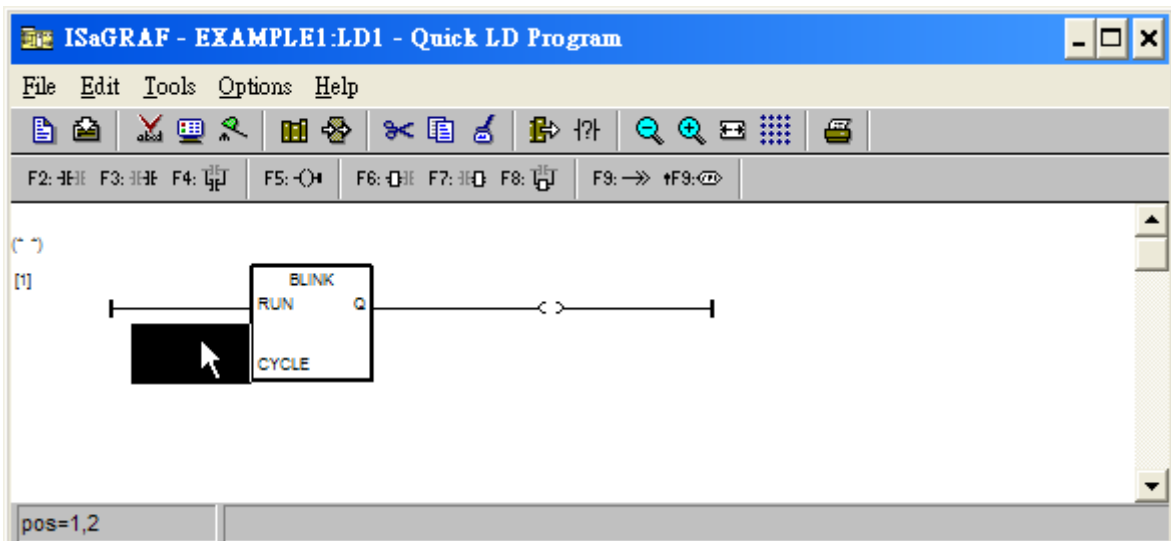 ISaGRAF - EXAMPLE1:LD1 - Quick LD Program
File Edit Tools Options Help
abcd
F2: F3: F4: F5: F6: F7: F8: F9: F9:
(* *)
[1]
BLINK
RUN Q
CYCLE
pos=1,2